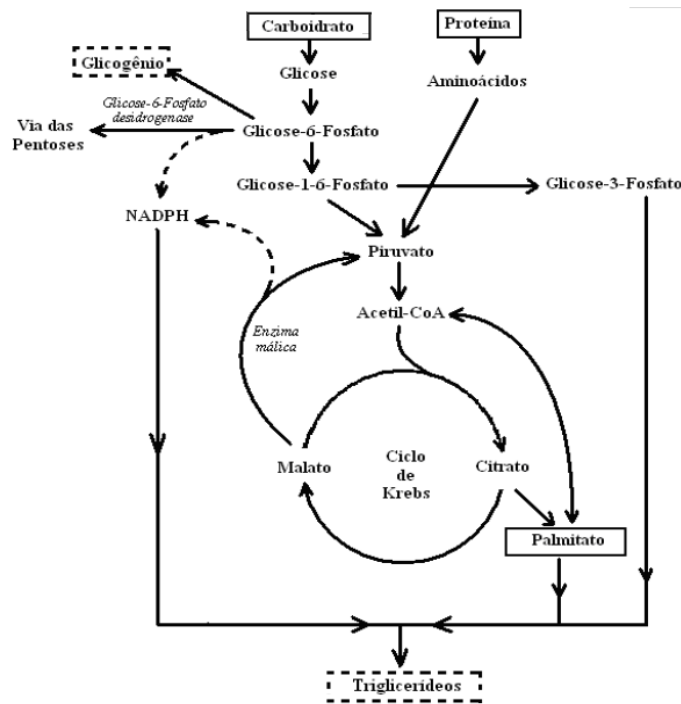 Carboidrato
Proteína
Glicogênio
Glicose
Aminoácidos
Glicose-6-Fosfato
desidrogenase
Via das
Pentoses
Glicose-6-Fosfato
Glicose-1-6-Fosfato
Glicose-3-Fosfato
NADPH
Piruvato
Acetil-CoA
Enzima
málica
Malato
Ciclo
de
Krebs
Citrato
Palmitato
Triglicerídeos